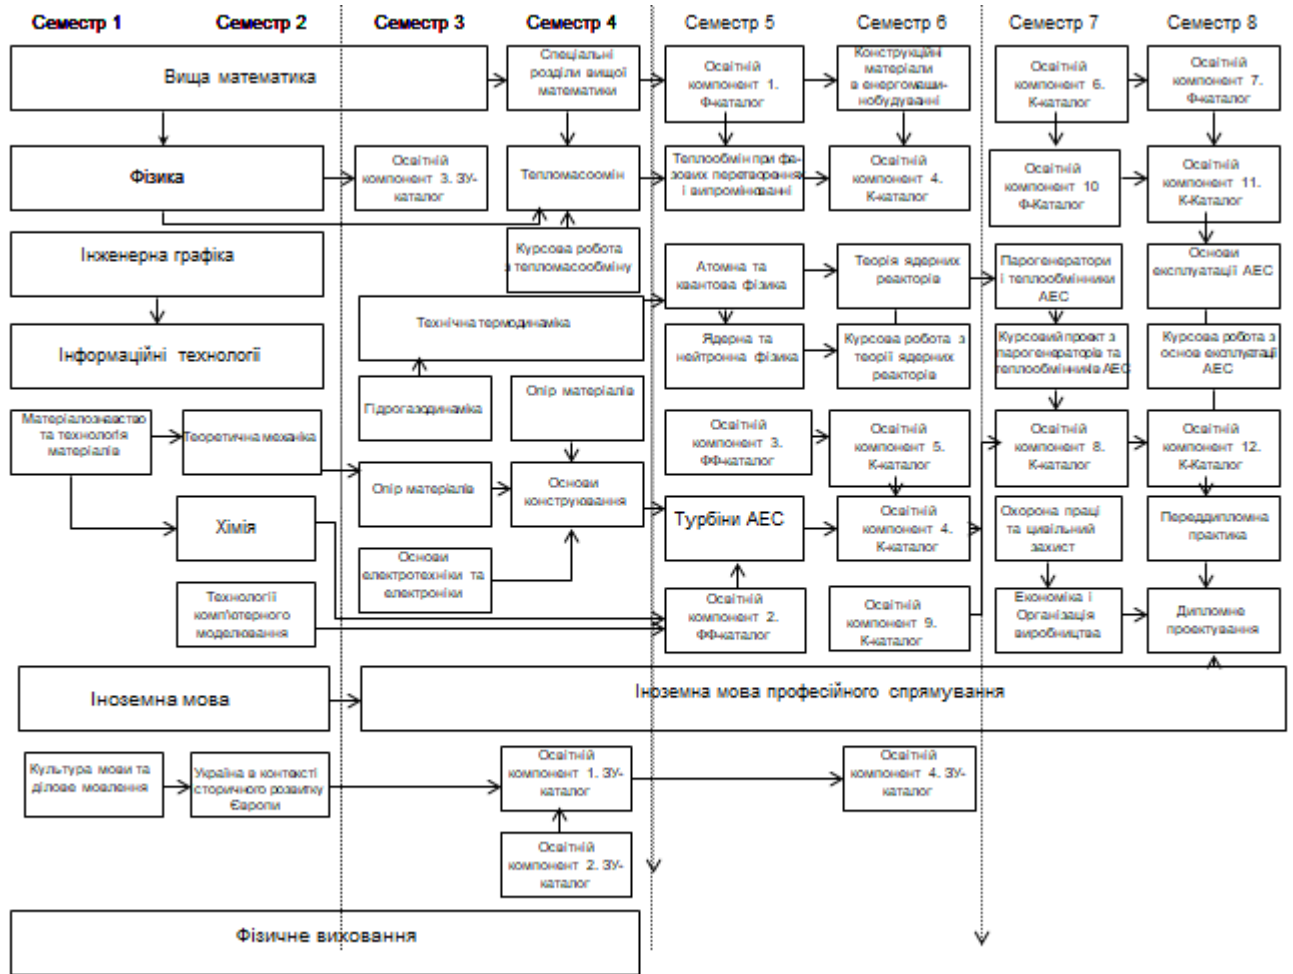 Семестр 1
Семестр 2
Семестр 3
Семестр 4
Семестр 5
Семестр 6
Семестр 7
Семестр 8
Вища математика
Спеціальні
розділи вищої
математики
Освітній
компонент 1.
Ф-каталог
Конструкційні
матеріали
в енергомаши-
нобудуванні
Освітній
компонент 6.
К-каталог
Освітній
компонент 7.
Ф-каталог
Фізика
Освітній
компонент 3. ЗУ-
каталог
Тепломасоомін
Теплообмін при фа-
зових перетворення
і випромінюванні
Освітній
компонент 4.
К-каталог
Освітній
компонент 10
Ф-Каталог
Освітній
компонент 11.
К-Каталог
Інженерна графіка
Курсова робота
з тепломасообміну
Атомна та
квантова фізика
Теорія ядерних
реакторів
Парогенератори
і теплообмінники
АЕС
Основи
експлуатації АЕС
Технічна термодинаміка
Інформаційні технології
Ядерна та
нейтронна фізика
Курсова робота з
теорії ядерних
реакторів
Курсовий проект з
парогенераторів та
теплообмінників АЕС
Курсова робота з
основ експлуатації
АЕС
Матеріалознавство
та технологія
матеріалів
Теоретична механіка
Гідрогазодинаміка
Опір матеріалів
Освітній
компонент 3.
ФФ-каталог
Освітній
компонент 5.
К-каталог
Освітній
компонент 8.
К-каталог
Освітній
компонент 12.
К-Каталог
Опір матеріалів
Основи
конструювання
Хімія
Турбіни АЕС
Освітній
компонент 4.
К-каталог
Охорона праці
та цивільний
захист
Переддипломна
практика
Основи
електротехніки та
електроніки
Технології
комп'ютерного
моделювання
Освітній
компонент 2.
ФФ-каталог
Освітній
компонент 9.
К-каталог
Економіка і
Організація
виробництва
Дипломне
проектування
Іноземна мова
Іноземна мова професійного спрямування
Культура мови та
ділове мовлення
Україна в контексті
сторичного розвитку
Європи
Освітній
компонент 1. ЗУ-
каталог
Освітній
компонент 4. ЗУ-
каталог
Освітній
компонент 2. ЗУ-
каталог
Фізичне виховання